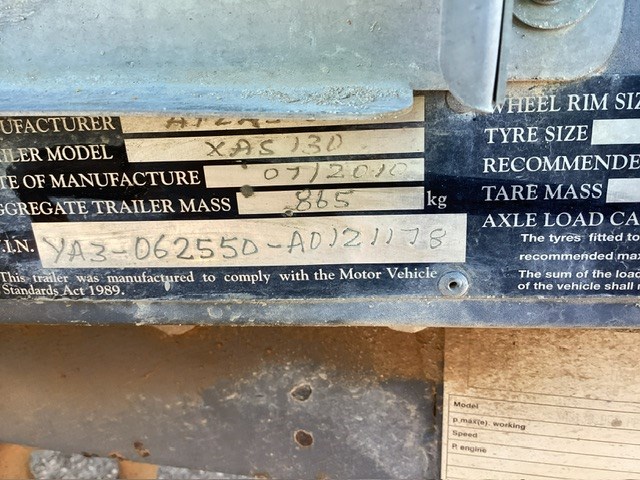 UFACTURER
ILER MODEL XAS 130
TE OF MANUFACTURE 07/2010
GGREGATE TRAILER MASS 865 kg
I.N. YA3-062550-A0121178
This trailer was manufactured to comply with the Motor Vehicle
Standards Act 1989.
WHEEL RIM SIZ
TYRE SIZE
RECOMMENDE
TARE MASS
AXLE LOAD CA
The tyres fitted to
recommended max
The sum of the loa
of the vehicle shall
Model
p.max(e). working
Speed
P. engine